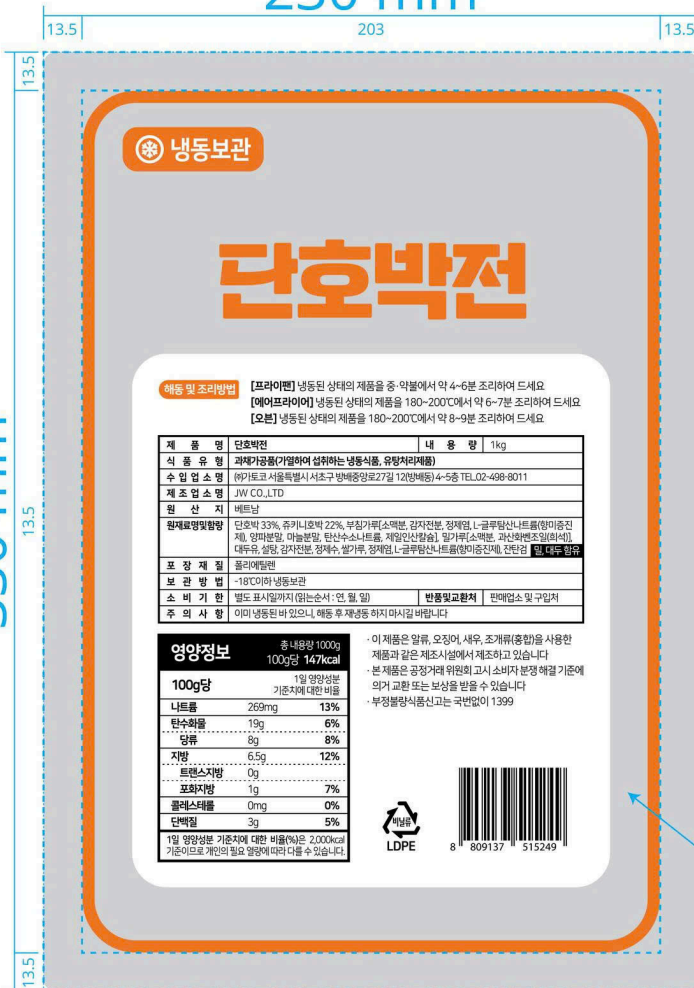 230 mm
13.5
203
13.5
13.5
냉동보관
단호박전
해동 및 조리방법
[프라이팬] 냉동된 상태의 제품을 중·약불에서 약 4~6분 조리하여 드세요
[에어프라이어] 냉동된 상태의 제품을 180~200℃에서 약 6~7분 조리하여 드세요
[오븐] 냉동된 상태의 제품을 180~200℃에서 약 8~9분 조리하여 드세요
제 품 명 단호박전 내 용 량 1kg
식 품 유 형 과채가공품(가열하여 섭취하는 냉동식품, 유탕처리제품)
수 입 업 소 명 ㈜가토코 서울특별시 서초구 방배중앙로27길 12(방배동) 4~5층 TEL.02-498-8011
제 조 업 소 명 JW CO.,LTD
원 산 지 베트남
원재료명및함량 단호박 33%, 쥬키니호박 22%, 부침가루[소맥분, 감자전분, 정제염, L-글루탐산나트륨(향미증진
제), 양파분말, 마늘분말, 탄산수소나트륨, 제일인산칼슘], 밀가루[소맥분, 과산화벤조일(희석)],
대두유, 설탕, 감자전분, 정제수, 쌀가루, 정제염, L-글루탐산나트륨(향미증진제), 잔탄검 밀, 대두 함유
포 장 재 질 폴리에틸렌
보 관 방 법 -18℃이하 냉동보관
소 비 기 한 별도 표시일까지 (읽는순서 : 연, 월, 일) 반품및교환처 판매업소 및 구입처
주 의 사 항 이미 냉동된 바 있으니, 해동 후 재냉동 하지 마시길 바랍니다
13.5
영양정보
총 내용량 1000g
100g당 147kcal
100g당
1일 영양성분
기준치에 대한 비율
나트륨 269mg 13%
탄수화물 19g 6%
당류 8g 8%
지방 6.5g 12%
트랜스지방 0g
포화지방 1g 7%
콜레스테롤 0mg 0%
단백질 3g 5%
1일 영양성분 기준치에 대한 비율(%)은 2,000kcal
기준이므로 개인의 필요 열량에 따라 다를 수 있습니다.
· 이 제품은 알류, 오징어, 새우, 조개류(홍합)을 사용한
제품과 같은 제조시설에서 제조하고 있습니다
· 본 제품은 공정거래 위원회 고시 소비자 분쟁 해결 기준에
의거 교환 또는 보상을 받을 수 있습니다
· 부정불량식품신고는 국번없이 1399
비닐류
LDPE
8 809137 515249
13.5